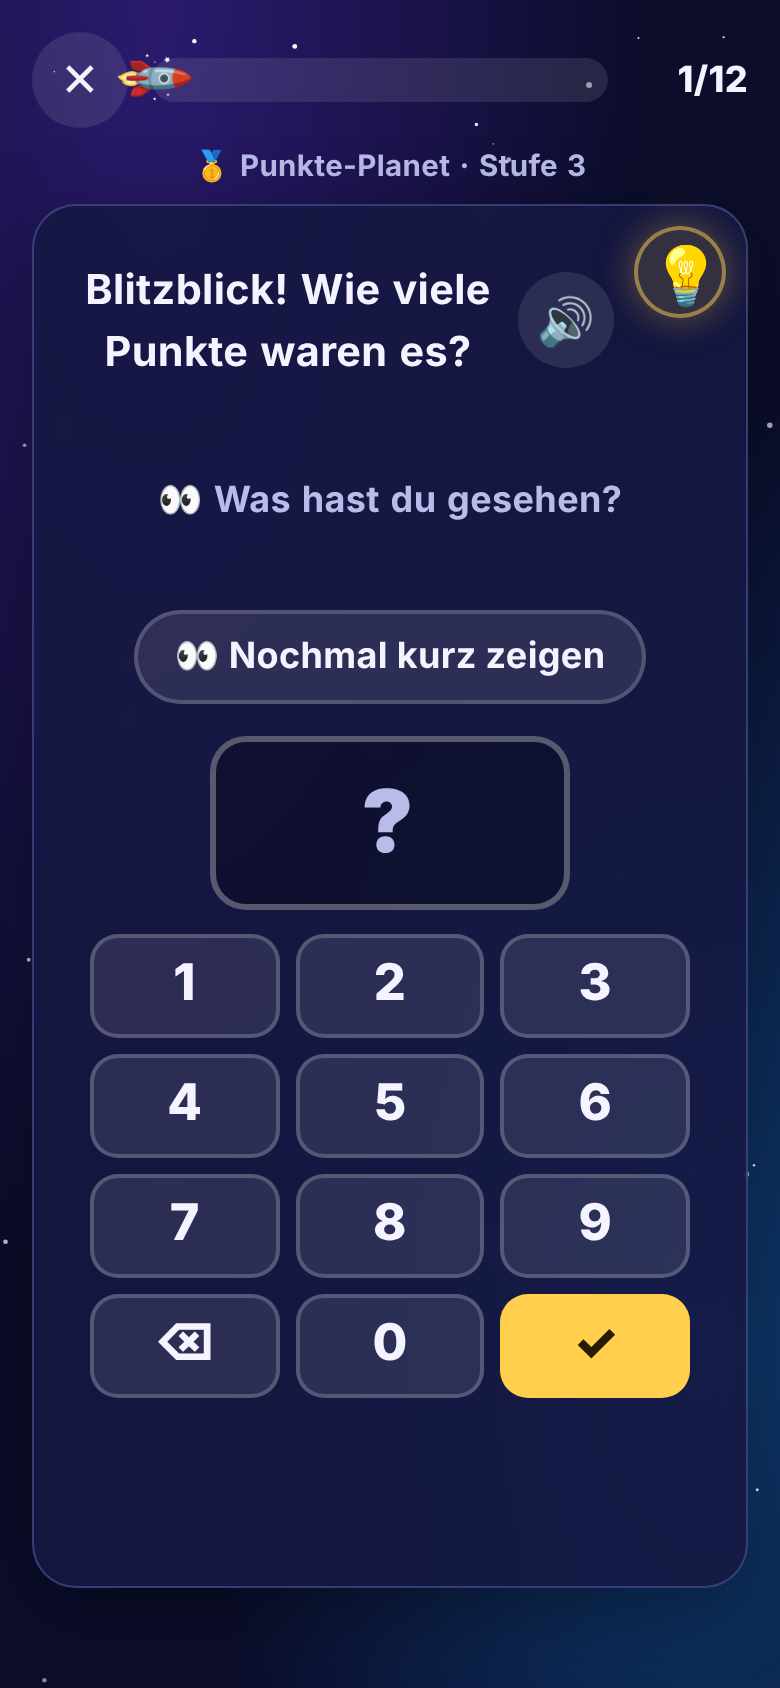 1/12
Punkte-Planet · Stufe 3
Blitzblick! Wie viele
Punkte waren es?
Was hast du gesehen?
Nochmal kurz zeigen
?
1 2 3
4 5 6
7 8 9
0